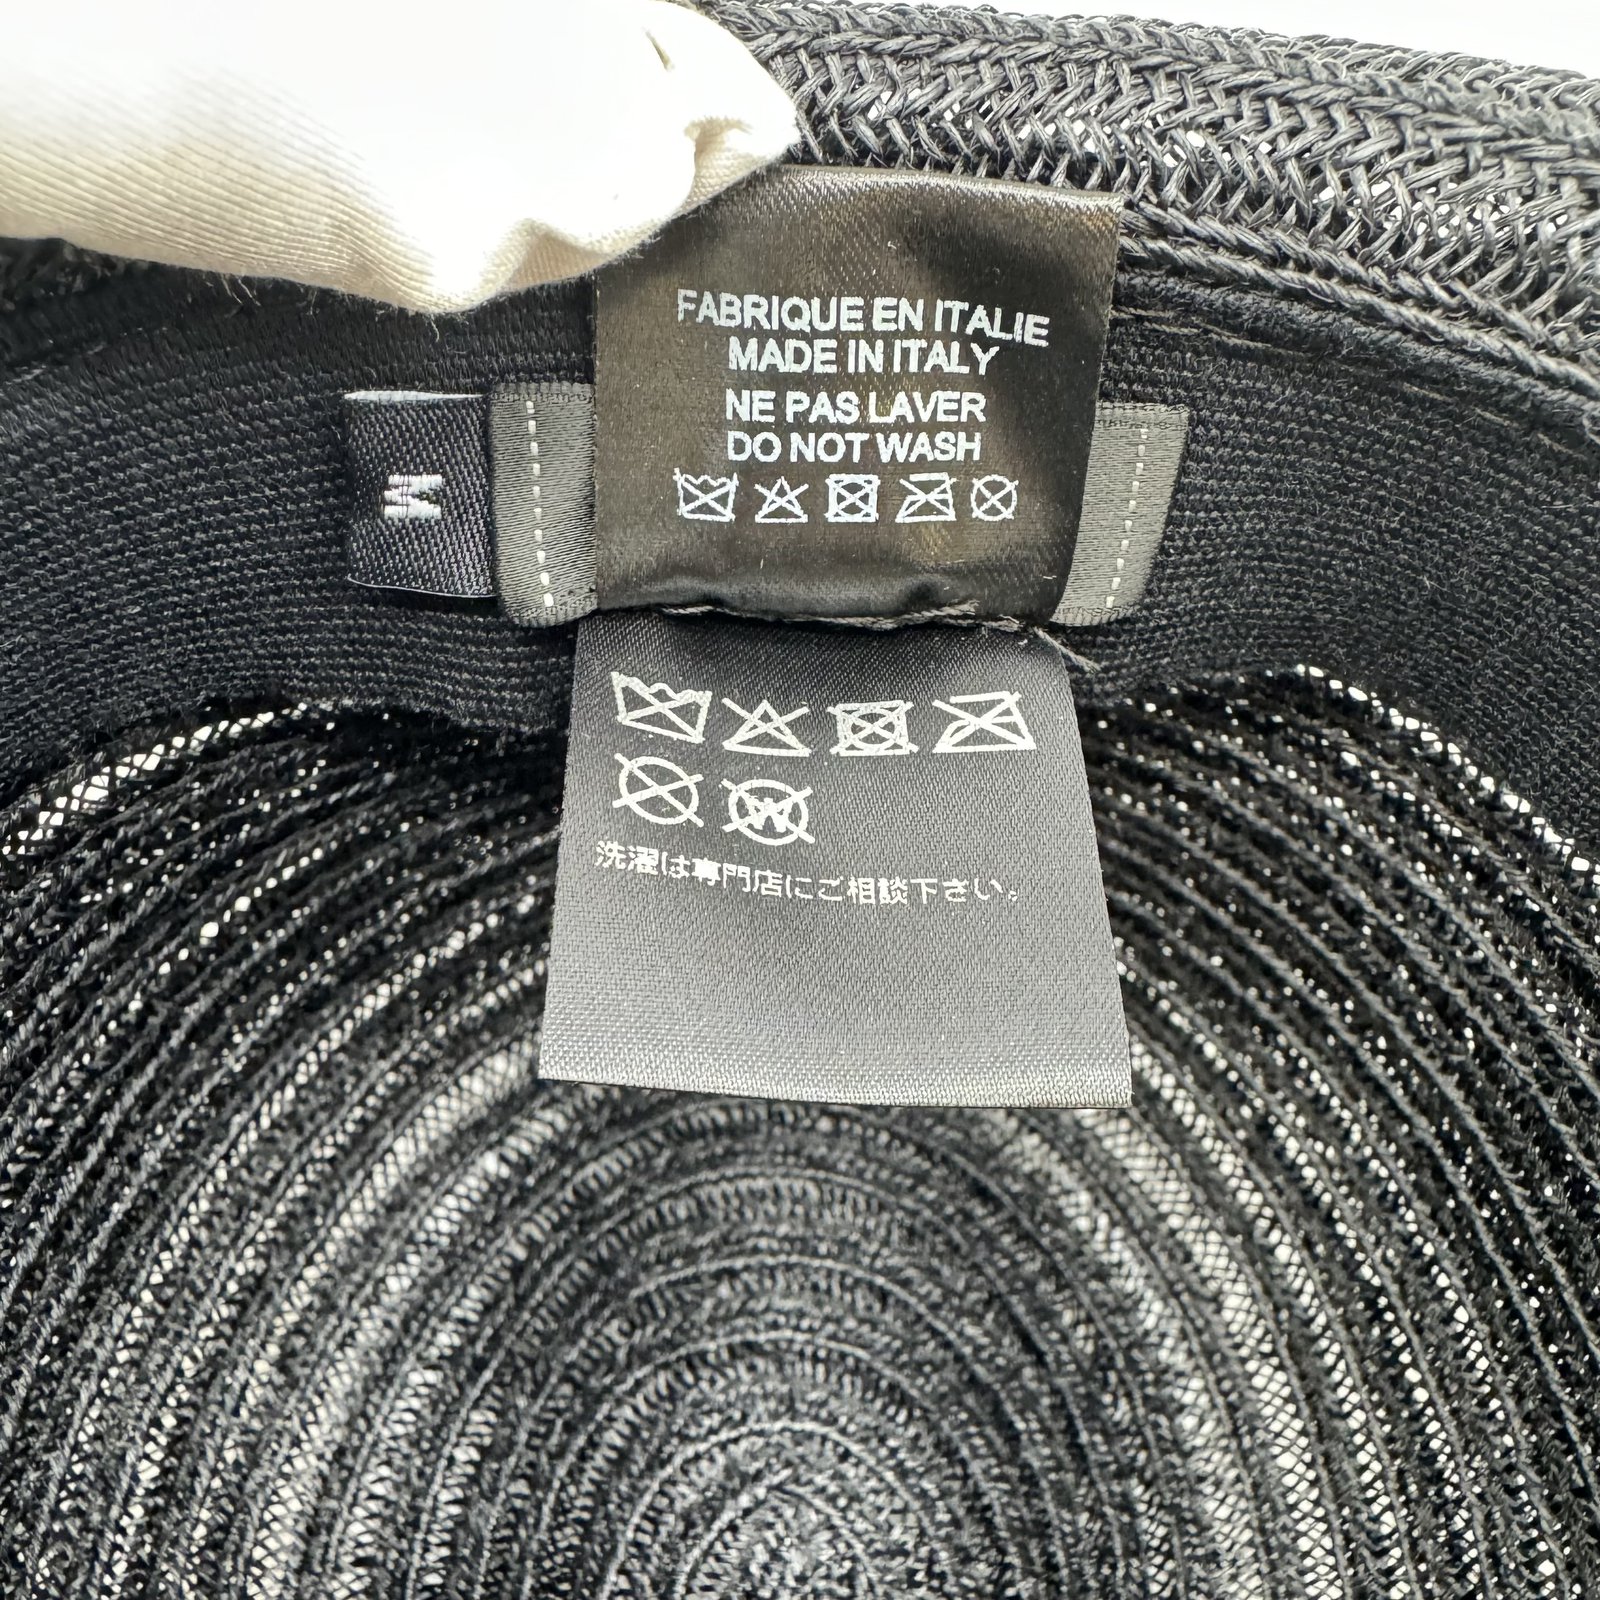 FABRIQUE EN ITALIE
MADE IN ITALY
NE PAS LAVER
DO NOT WASH
M
W
洗濯は専門店にご相談下さい。